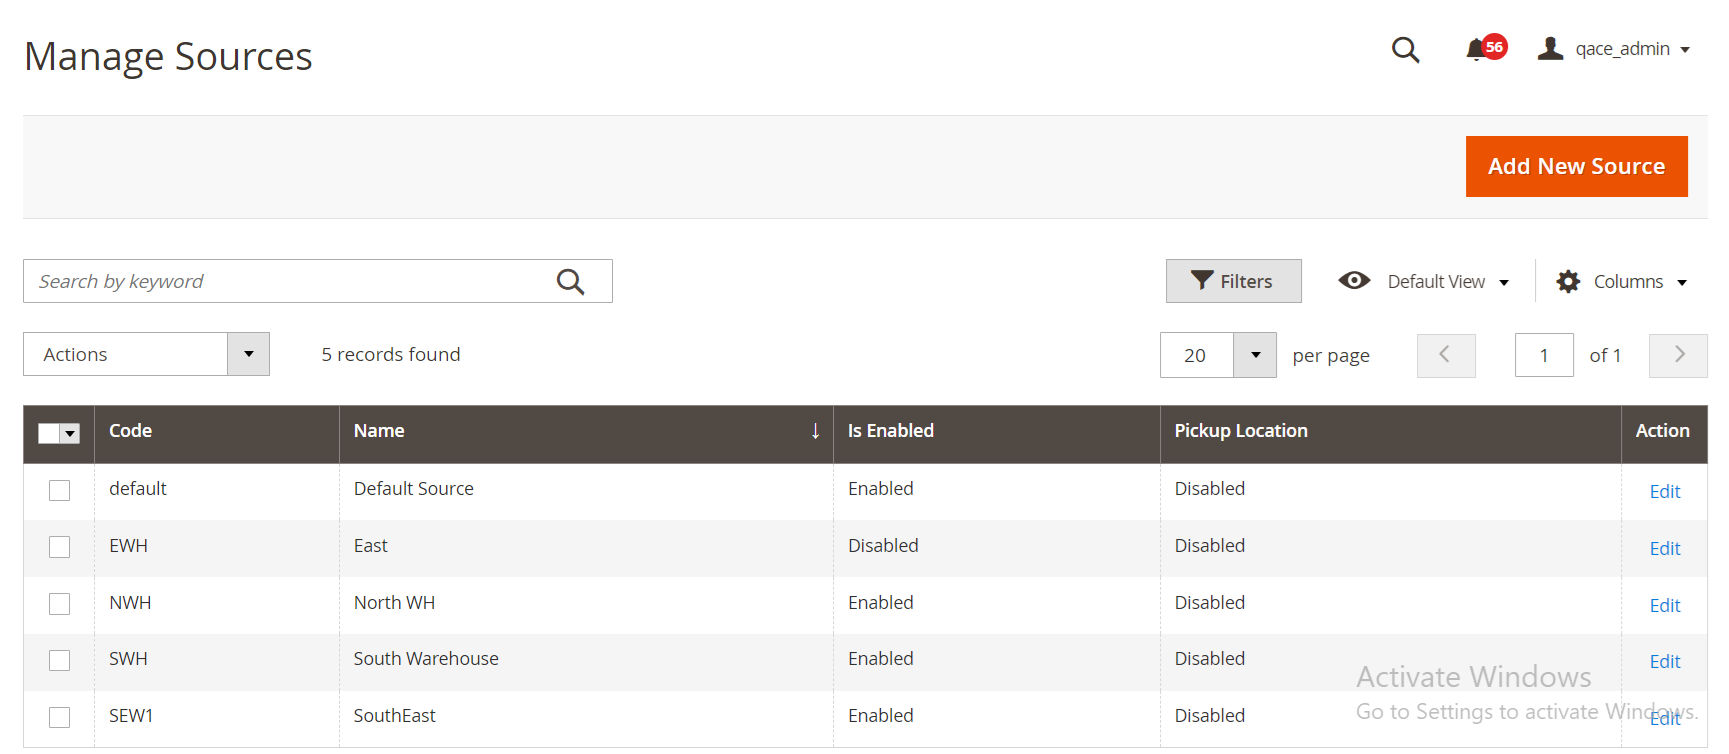 Manage Sources
56
qace_admin
Add New Source
Search by keyword
Filters
Default View
Columns
Actions
5 records found
20
per page
1
of 1
Code Name ↓ Is Enabled Pickup Location Action
default Default Source Enabled Disabled Edit
EWH East Disabled Disabled Edit
NWH North WH Enabled Disabled Edit
SWH South Warehouse Enabled Disabled Edit
SEW1 SouthEast Enabled Disabled Edit
Activate Windows
Go to Settings to activate Windows.